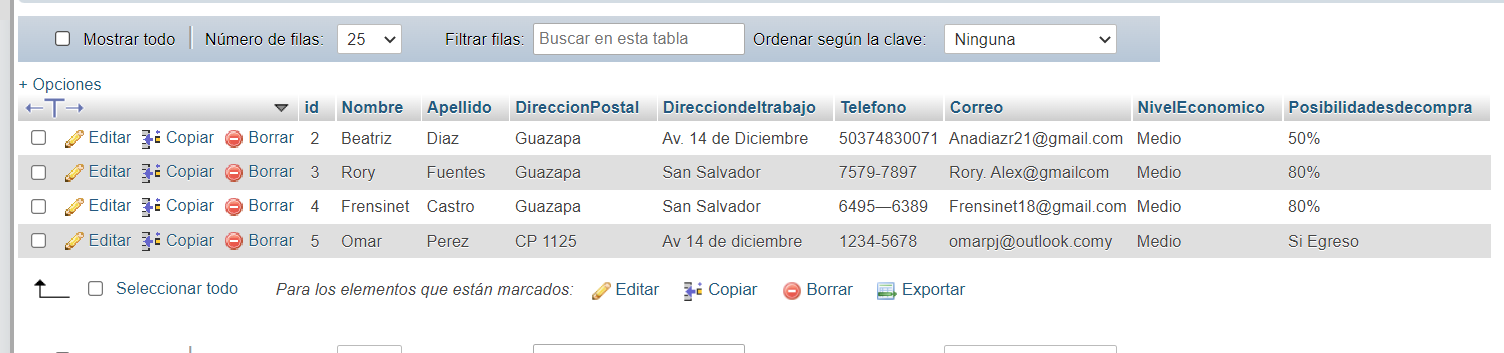 Mostrar todo Número de filas: 25 Filtrar filas: Buscar en esta tabla Ordenar según la clave: Ninguna
+ Opciones
←T→ id Nombre Apellido DireccionPostal Direcciondeltrabajo Telefono Correo NivelEconomico Posibilidadesdecompra
Editar Copiar Borrar 2 Beatriz Diaz Guazapa Av. 14 de Diciembre 50374830071 Anadiazr21@gmail.com Medio 50%
Editar Copiar Borrar 3 Rory Fuentes Guazapa San Salvador 7579-7897 Rory. Alex@gmailcom Medio 80%
Editar Copiar Borrar 4 Frensinet Castro Guazapa San Salvador 6495—6389 Frensinet18@gmail.com Medio 80%
Editar Copiar Borrar 5 Omar Perez CP 1125 Av 14 de diciembre 1234-5678 omarpj@outlook.comy Medio Si Egreso
Seleccionar todo Para los elementos que están marcados: Editar Copiar Borrar Exportar